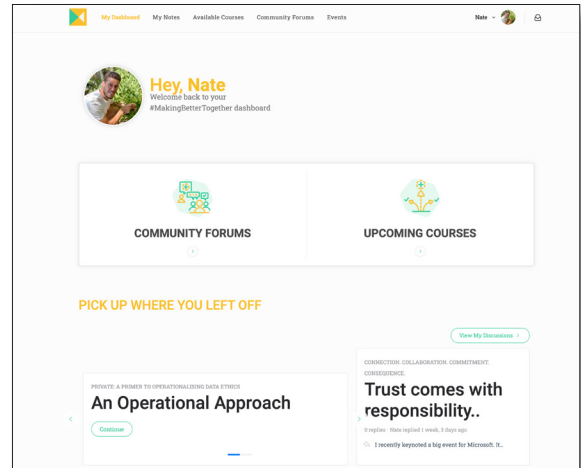 My Dashboard My Notes Available Courses Community Forums Events Nate
Hey, Nate
Welcome back to your
#MakingBetterTogether dashboard
COMMUNITY FORUMS
UPCOMING COURSES
PICK UP WHERE YOU LEFT OFF
View My Discussions
PRIVATE: A PRIMER TO OPERATIONALISING DATA ETHICS
An Operational Approach
Continue
CONNECTION. COLLABORATION. COMMITMENT.
CONSEQUENCE.
Trust comes with
responsibility..
0 replies · Nate replied 1 week, 3 days ago
I recently keynoted a big event for Microsoft. It...